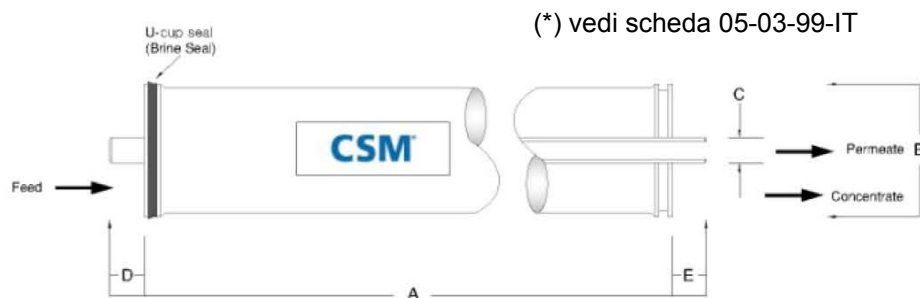 (*) vedi scheda 05-03-99-IT
U-cup seal
(Brine Seal)
CSM
C
Feed
Permeate
B
Concentrate
D
E
A